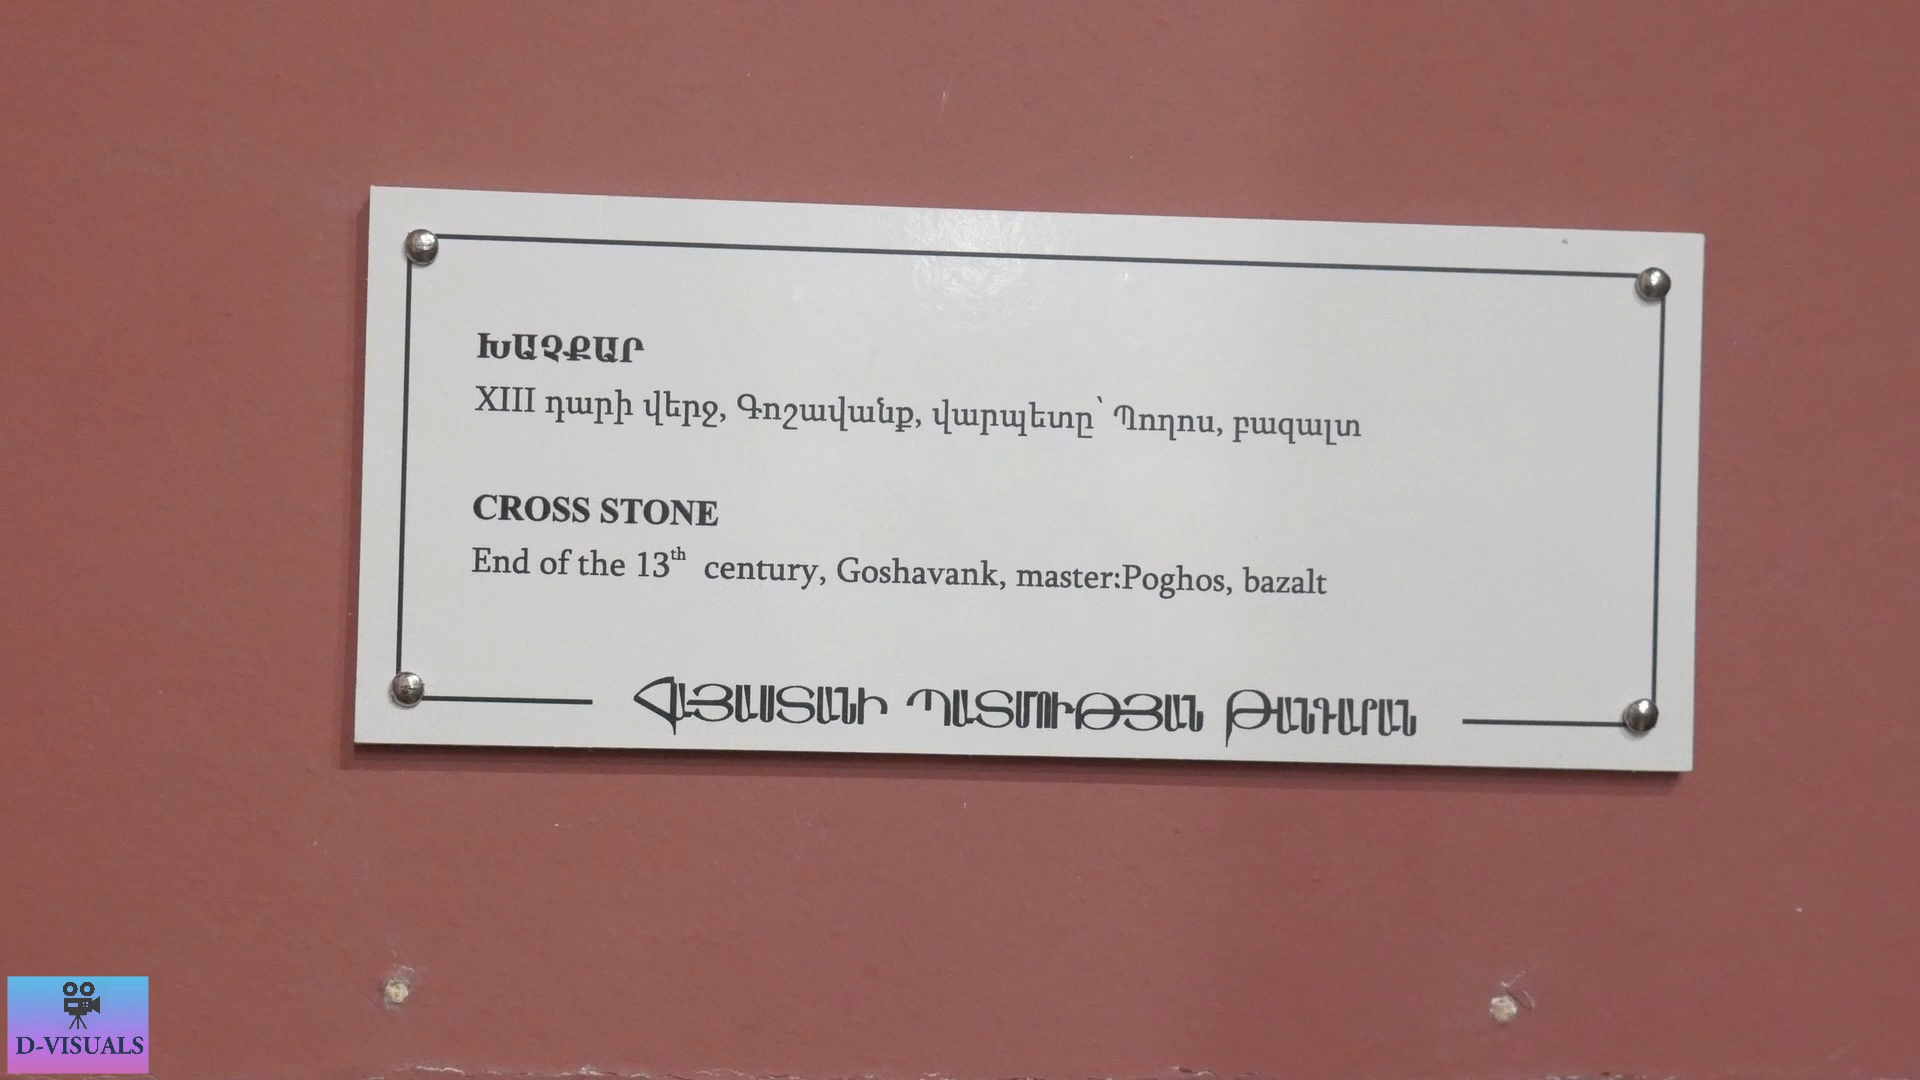 ԽԱՉՔԱՐ
XIII դարի վերջ, Գոշավանք, վարպետը՝ Պողոս, բազալտ
CROSS STONE
End of the 13th century, Goshavank, master:Poghos, bazalt
ՀԱՅԱՍՏԱՆԻ ՊԱՏՄՈՒԹՅԱՆ ԹԱՆԳԱՐԱՆ
D-VISUALS